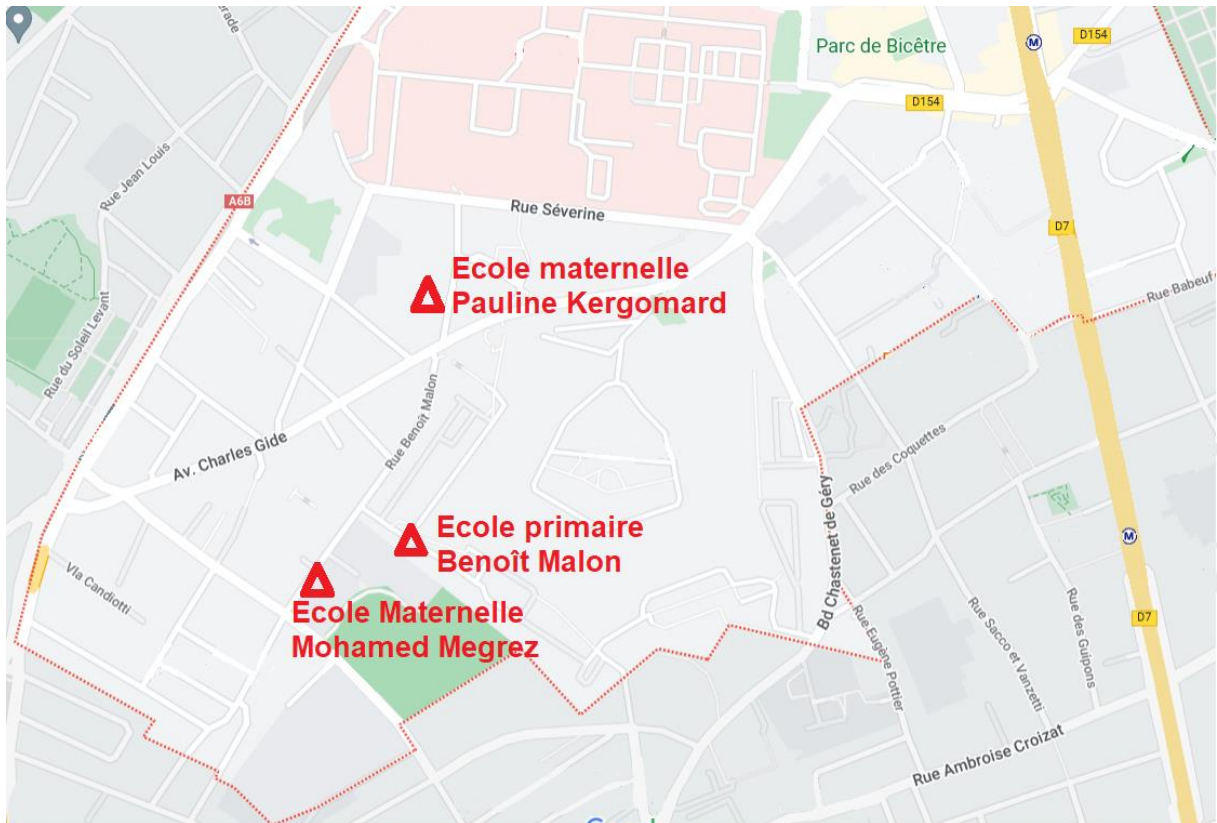 Parc de Bicêtre
M
D154
D154
Rue Jean Louis
A6B
Rue Séverine
D7
Ecole maternelle
Pauline Kergomard
Rue Babeuf
Rue du Soleil Levant
Rue Benoît Malon
Av. Charles Gide
Rue des Coquettes
Bd Chastenet de Géry
Ecole primaire
Benoît Malon
M
Vla Candiotti
Ecole Maternelle
Mohamed Megrez
Rue Eugène Pottier
Rue Sacco et Vanzetti
Rue des Guipons
D7
Rue Ambroise Croizat